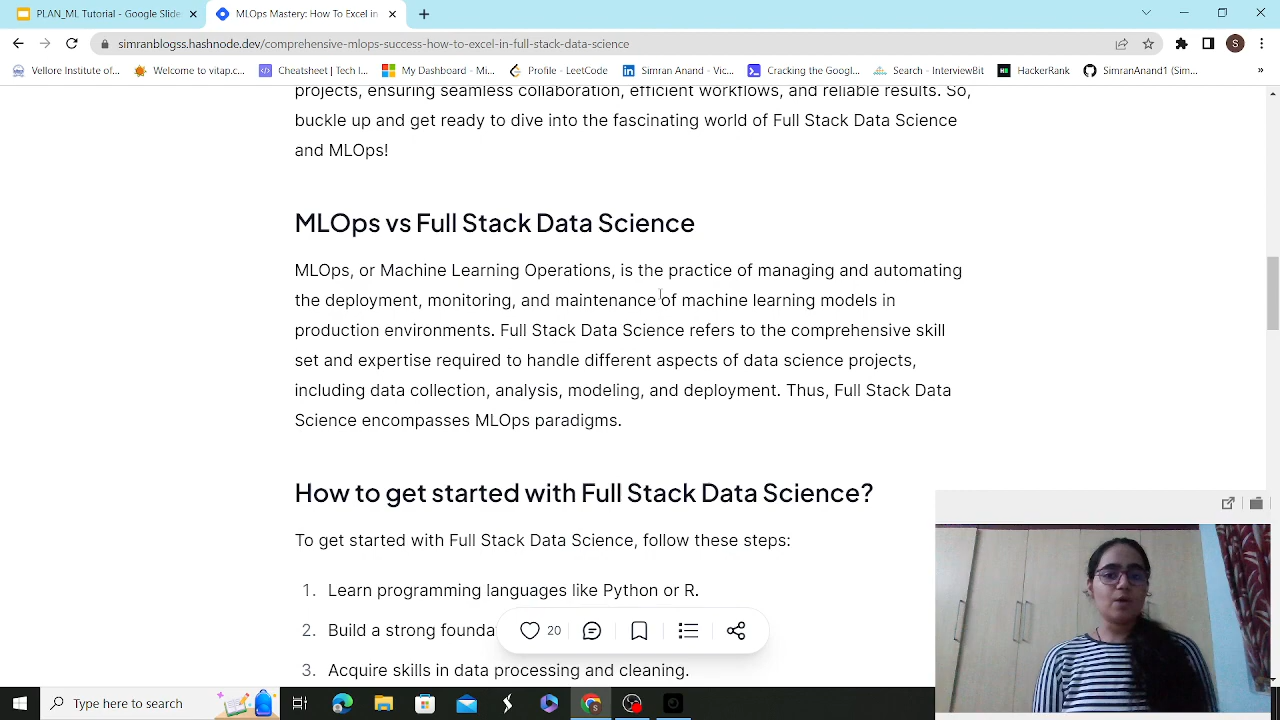 PLAN_ML Tutorial - Google Slide
MLOps Mastery: How to Excel in
simranblogss.hashnode.dev/comprehensive-mlops-success-how-to-excel-in-full-stack-data-science
S
Vellore Institute of...
Welcome to vitap.c...
Cherrybot.net | Tech I...
My Dashboard - Mi...
Profile - LeetCode
Simran Anand - Vic...
Cracking the Googl...
Search - InterviewBit
HackerRank
SimranAnand1 (Sim...
»
projects, ensuring seamless collaboration, efficient workflows, and reliable results. So,
buckle up and get ready to dive into the fascinating world of Full Stack Data Science
and MLOps!
MLOps vs Full Stack Data Science
MLOps, or Machine Learning Operations, is the practice of managing and automating
the deployment, monitoring, and maintenance of machine learning models in
production environments. Full Stack Data Science refers to the comprehensive skill
set and expertise required to handle different aspects of data science projects,
including data collection, analysis, modeling, and deployment. Thus, Full Stack Data
Science encompasses MLOps paradigms.
How to get started with Full Stack Data Science?
To get started with Full Stack Data Science, follow these steps:
1. Learn programming languages like Python or R.
2. Build a strong founda
20
3. Acquire skills in data processing and cleaning.
Type here to search